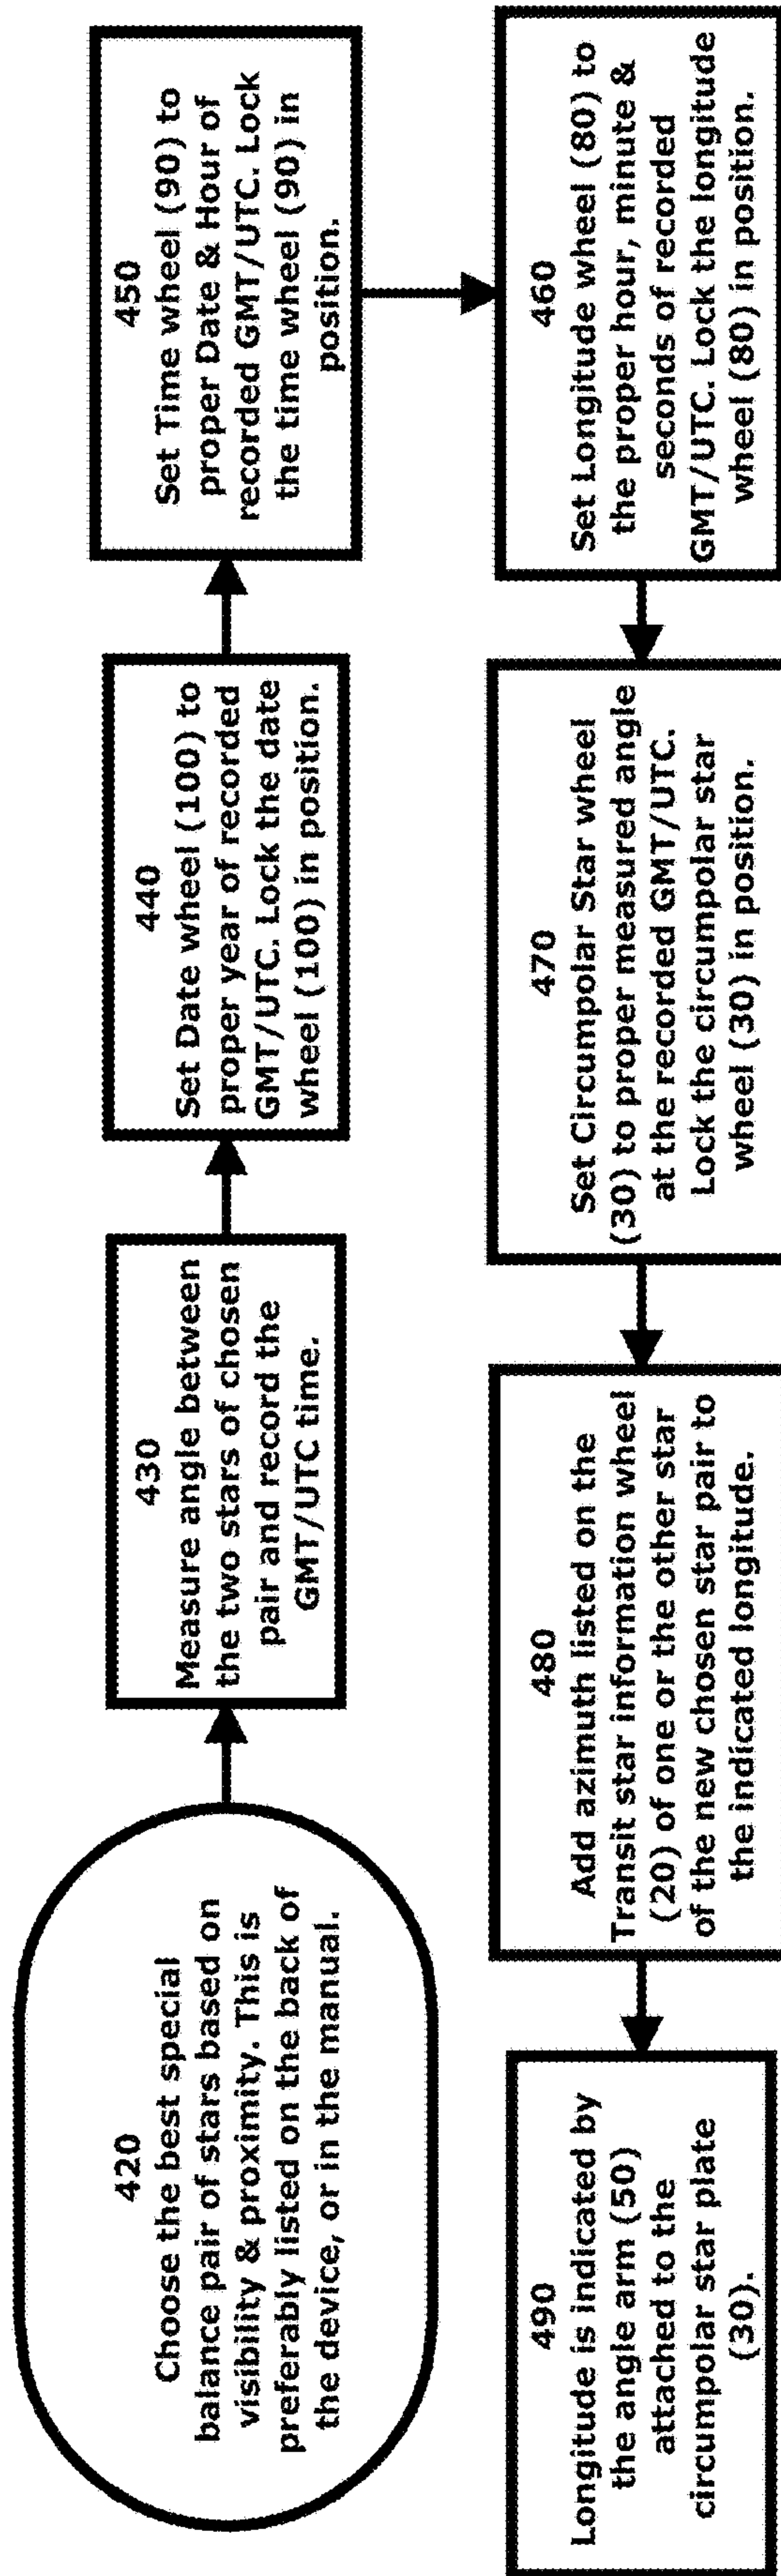 420
Choose the best special
balance pair of stars based on
visibility & proximity. This is
preferably listed on the back of
the device, or in the manual.
430
Measure angle between
the two stars of chosen
pair and record the
GMT/UTC time.
440
Set Date wheel (100) to
proper year of recorded
GMT/UTC. Lock the date
wheel (100) in position.
450
Set Time wheel (90) to
proper Date & Hour of
recorded GMT/UTC. Lock
the time wheel (90) in
position.
460
Set Longitude wheel (80) to
the proper hour, minute &
seconds of recorded
GMT/UTC. Lock the longitude
wheel (80) in position.
470
Set Circumpolar Star wheel
(30) to proper measured angle
at the recorded GMT/UTC.
Lock the circumpolar star
wheel (30) in position.
480
Add azimuth listed on the
Transit star information wheel
(20) of one or the other star
of the new chosen star pair to
the indicated longitude.
490
Longitude is indicated by
the angle arm (50)
attached to the
circumpolar star plate
(30).